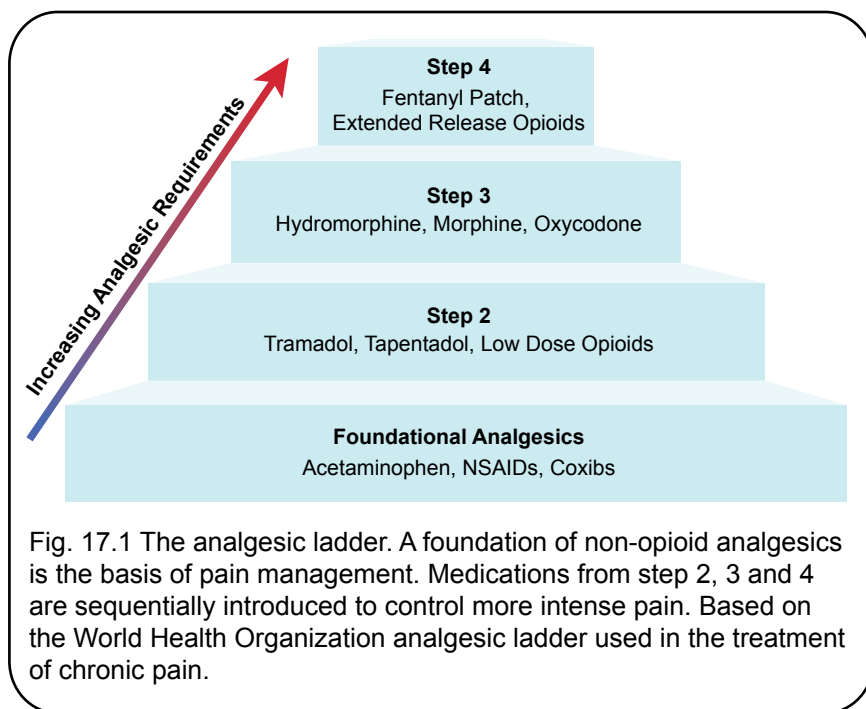 Step 4
Fentanyl Patch,
Extended Release Opioids
Increasing Analgesic Requirements
Step 3
Hydromorphine, Morphine, Oxycodone
Step 2
Tramadol, Tapentadol, Low Dose Opioids
Foundational Analgesics
Acetaminophen, NSAIDs, Coxibs
Fig. 17.1 The analgesic ladder. A foundation of non-opioid analgesics
is the basis of pain management. Medications from step 2, 3 and 4
are sequentially introduced to control more intense pain. Based on
the World Health Organization analgesic ladder used in the treatment
of chronic pain.